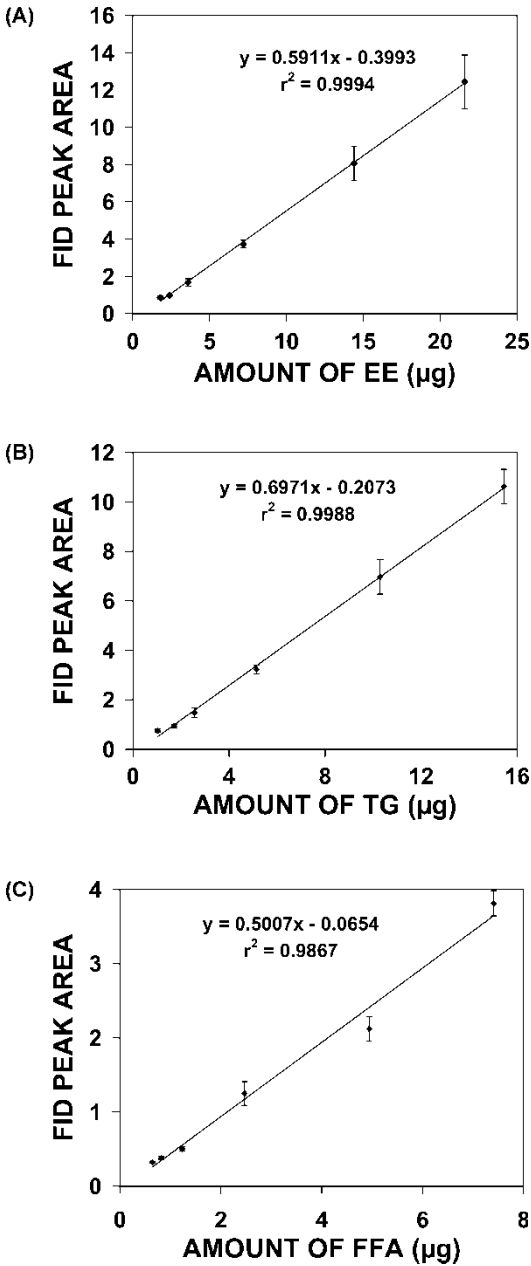 (A)
FID PEAK AREA
16
14
12
10
8
6
4
2
0
y = 0.5911x - 0.3993
r² = 0.9994
0 5 10 15 20 25
AMOUNT OF EE (µg)
(B)
FID PEAK AREA
12
10
8
6
4
2
0
y = 0.6971x - 0.2073
r² = 0.9988
0 4 8 12 16
AMOUNT OF TG (µg)
(C)
FID PEAK AREA
4
3
2
1
0
y = 0.5007x - 0.0654
r² = 0.9867
0 2 4 6 8
AMOUNT OF FFA (µg)